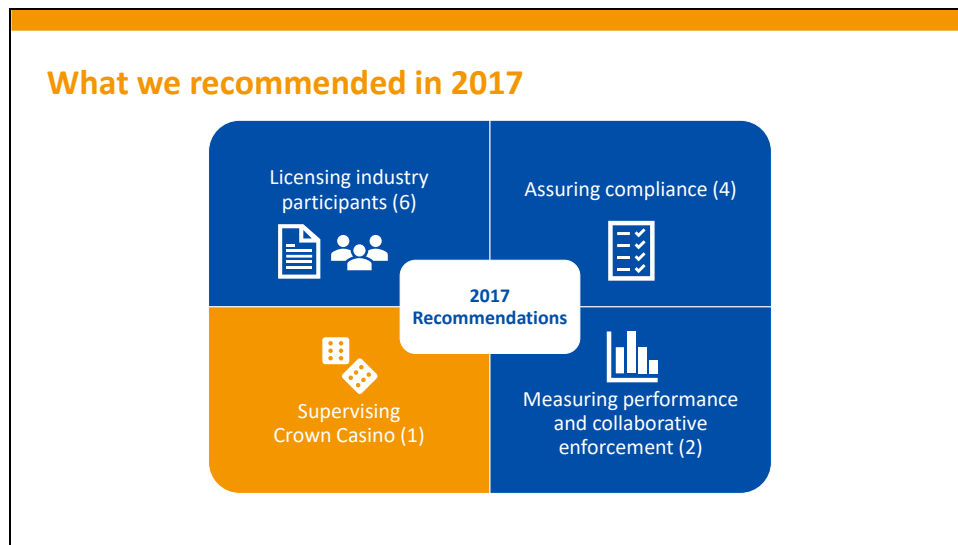 What we recommended in 2017
Licensing industry
participants (6)
Assuring compliance (4)
2017
Recommendations
Supervising
Crown Casino (1)
Measuring performance
and collaborative
enforcement (2)